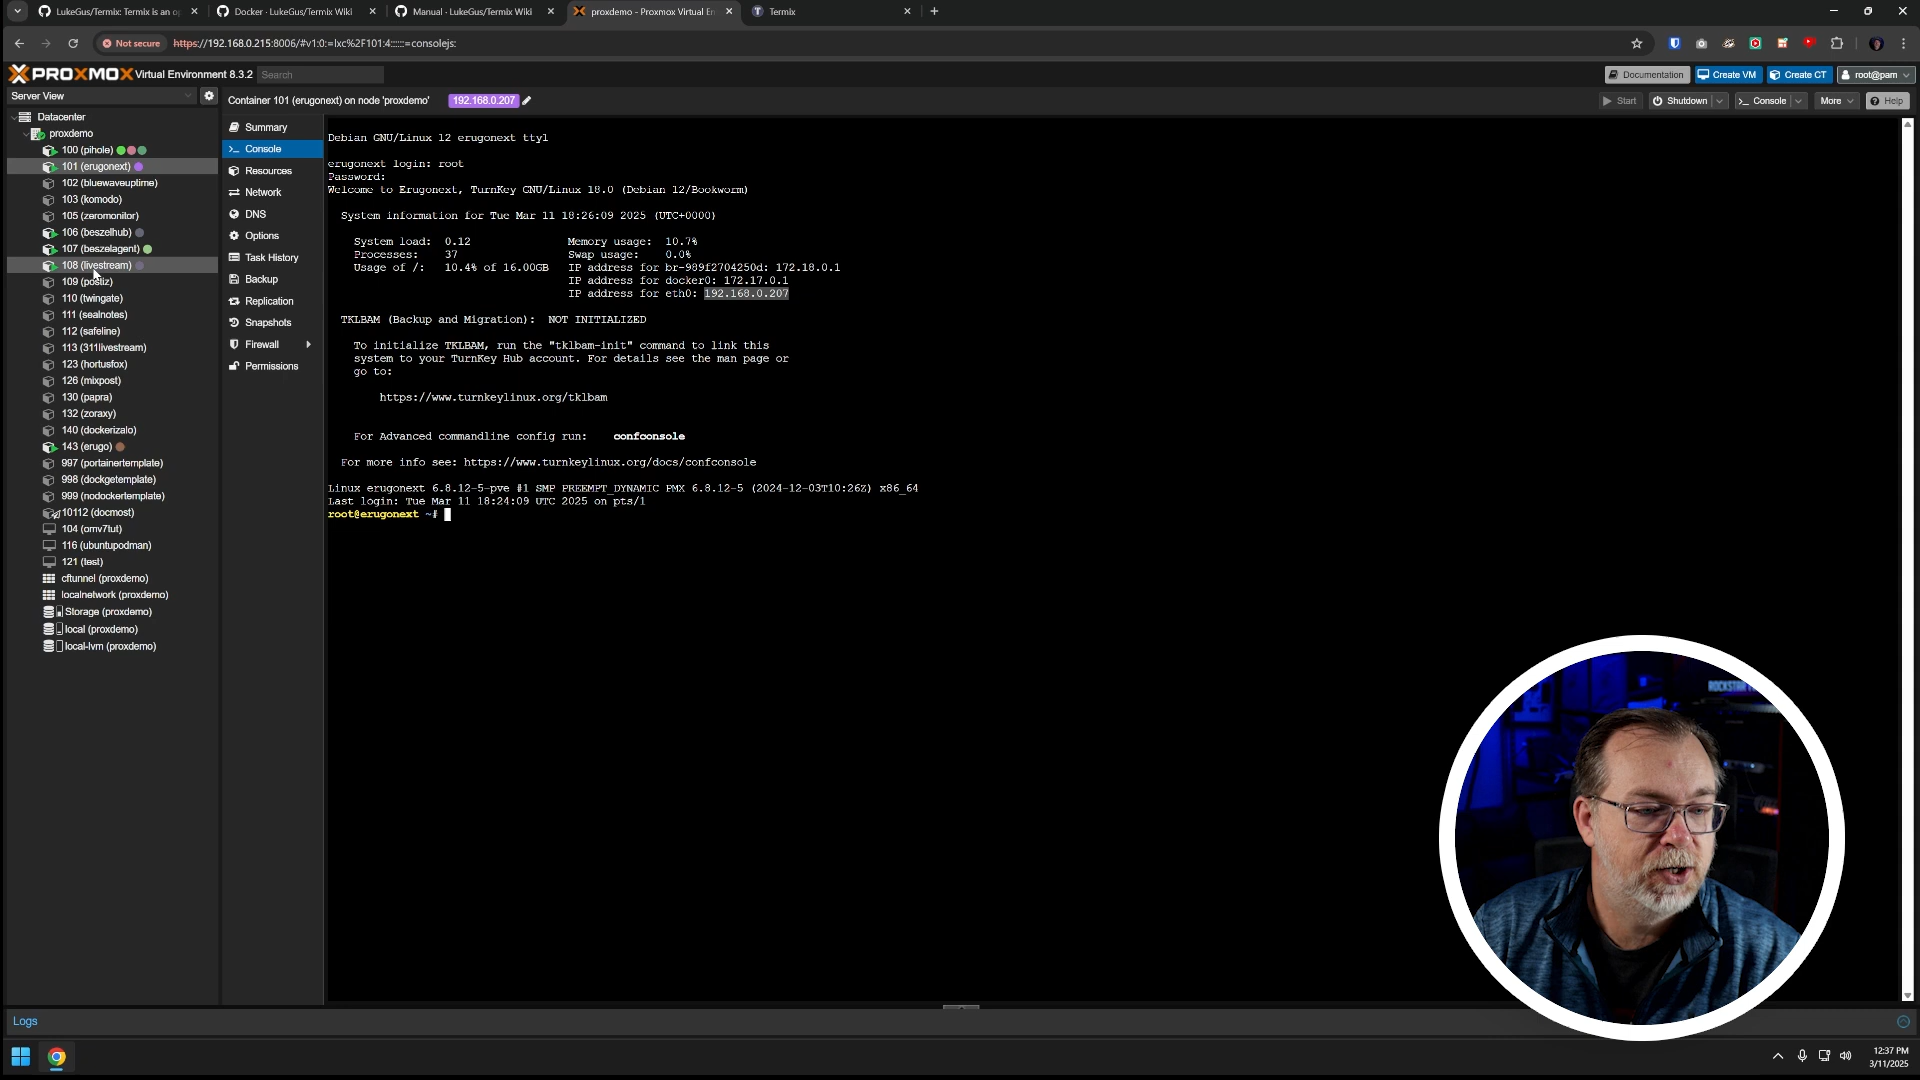 LukeGus/Termix: Termix is an o
Docker · LukeGus/Termix Wiki
Manual · LukeGus/Termix Wiki
proxdemo - Proxmox Virtual En
Termix
Not secure
https://192.168.0.215:8006/#v1:0:=lxc%2F101:4::::::=consolejs:
PROXMOX Virtual Environment 8.3.2
Search
Documentation
Create VM
Create CT
root@pam
Server View
Container 101 (erugonext) on node 'proxdemo'
192.168.0.207
Start
Shutdown
Console
More
Help
Datacenter
proxdemo
100 (pihole)
101 (erugonext)
102 (bluewaveuptime)
103 (komodo)
105 (zeromonitor)
106 (beszelhub)
107 (beszelagent)
108 (livestream)
109 (postiz)
110 (twingate)
111 (sealnotes)
112 (safeline)
113 (311livestream)
123 (hortusfox)
126 (mixpost)
130 (papra)
132 (zoraxy)
140 (dockerizalo)
143 (erugo)
997 (portainertemplate)
998 (dockgetemplate)
999 (nodockertemplate)
10112 (docmost)
104 (omv7tut)
116 (ubuntupodman)
121 (test)
cftunnel (proxdemo)
localnetwork (proxdemo)
Storage (proxdemo)
local (proxdemo)
local-lvm (proxdemo)
Summary
Console
Resources
Network
DNS
Options
Task History
Backup
Replication
Snapshots
Firewall
Permissions
Debian GNU/Linux 12 erugonext tty1
erugonext login: root
Password:
Welcome to Erugonext, TurnKey GNU/Linux 18.0 (Debian 12/Bookworm)
System information for Tue Mar 11 18:26:09 2025 (UTC+0000)
System load: 0.12 Memory usage: 10.7%
Processes: 37 Swap usage: 0.0%
Usage of /: 10.4% of 16.00GB IP address for br-989f2704250d: 172.18.0.1
IP address for docker0: 172.17.0.1
IP address for eth0: 192.168.0.207
TKLBAM (Backup and Migration): NOT INITIALIZED
To initialize TKLBAM, run the "tklbam-init" command to link this
system to your TurnKey Hub account. For details see the man page or
go to:
https://www.turnkeylinux.org/tklbam
For Advanced commandline config run: confconsole
For more info see: https://www.turnkeylinux.org/docs/confconsole
Linux erugonext 6.8.12-5-pve #1 SMP PREEMPT_DYNAMIC PMX 6.8.12-5 (2024-12-03T10:26Z) x86_64
Last login: Tue Mar 11 18:24:09 UTC 2025 on pts/1
root@erugonext ~#
ROCKSTAR
Logs
12:37 PM
3/11/2025